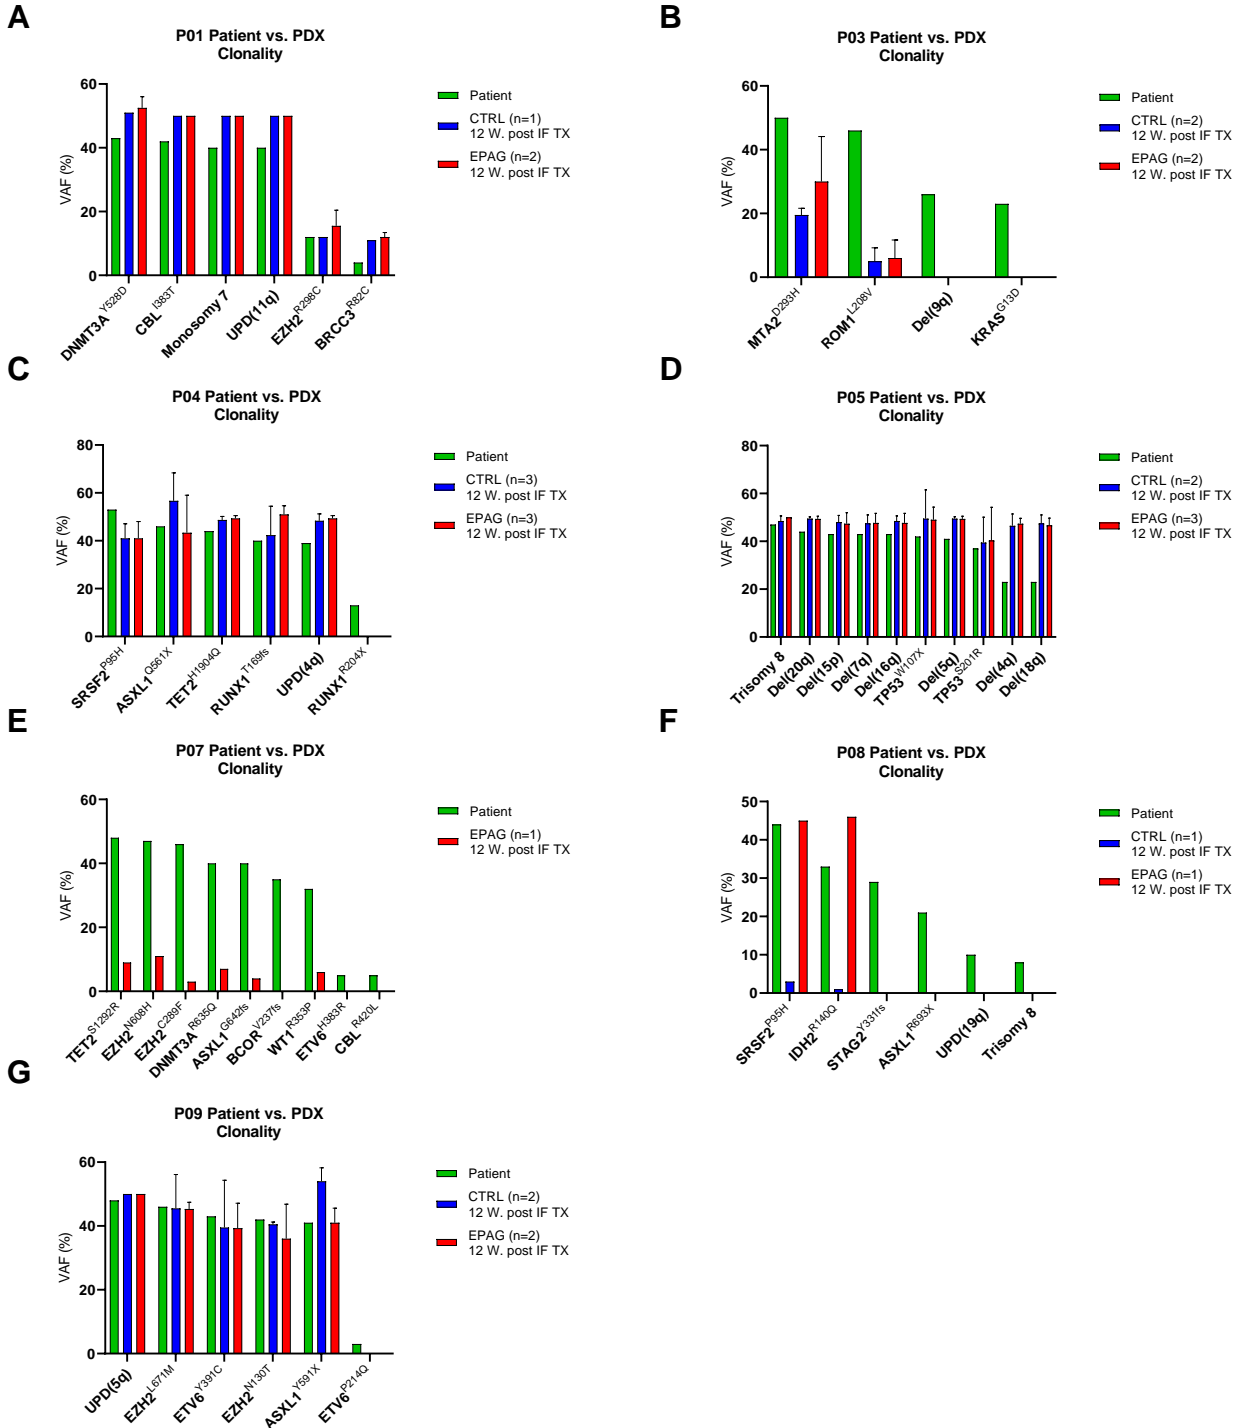 A
P01 Patient vs. PDX
Clonality
VAF (%)
60
40
20
0
DNMT3A Y528D
CBL I383T
Monosomy 7
UPD(11q)
EZH2 R298C
BRCC3 R82C
Patient
CTRL (n=1)
12 W. post IF TX
EPAG (n=2)
12 W. post IF TX
B
P03 Patient vs. PDX
Clonality
VAF (%)
60
40
20
0
MTA2 D293H
ROM1 L208V
Del(9q)
KRAS G13D
Patient
CTRL (n=2)
12 W. post IF TX
EPAG (n=2)
12 W. post IF TX
C
P04 Patient vs. PDX
Clonality
VAF (%)
80
60
40
20
0
SRSF2 P95H
ASXL1 Q561X
TET2 H1904Q
RUNX1 T169fs
UPD(4q)
RUNX1 R204X
Patient
CTRL (n=3)
12 W. post IF TX
EPAG (n=3)
12 W. post IF TX
D
P05 Patient vs. PDX
Clonality
VAF (%)
80
60
40
20
0
Trisomy 8
Del(20q)
Del(15p)
Del(7q)
Del(16q)
TP53 W107X
Del(5q)
TP53 S201R
Del(4q)
Del(18q)
Patient
CTRL (n=2)
12 W. post IF TX
EPAG (n=3)
12 W. post IF TX
E
P07 Patient vs. PDX
Clonality
VAF (%)
60
40
20
0
TET2 S1292R
EZH2 N608H
EZH2 C289F
DNMT3A R635Q
ASXL1 G642fs
BCOR V237fs
WT1 R353P
ETV6 H383R
CBL R420L
Patient
EPAG (n=1)
12 W. post IF TX
F
P08 Patient vs. PDX
Clonality
VAF (%)
50
40
30
20
10
0
SRSF2 P95H
IDH2 R140Q
STAG2 Y331fs
ASXL1 R693X
UPD(19q)
Trisomy 8
Patient
CTRL (n=1)
12 W. post IF TX
EPAG (n=1)
12 W. post IF TX
G
P09 Patient vs. PDX
Clonality
VAF (%)
60
40
20
0
UPD(5q)
EZH2 L671M
ETV6 Y391C
EZH2 N130T
ASXL1 Y591X
ETV6 P214Q
Patient
CTRL (n=2)
12 W. post IF TX
EPAG (n=2)
12 W. post IF TX